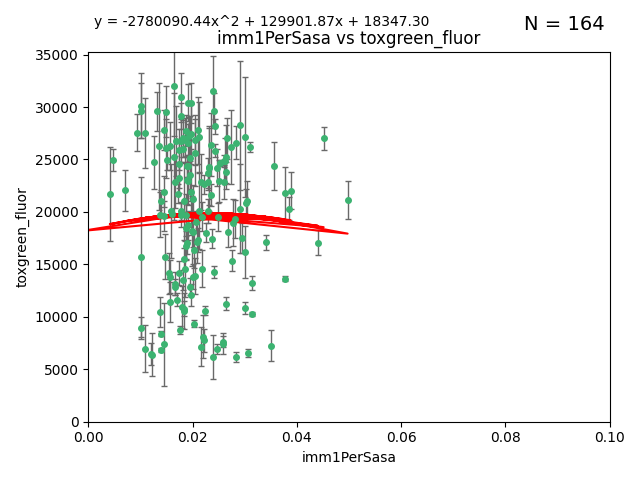 y = -2780090.44x^2 + 129901.87x + 18347.30
N = 164
imm1PerSasa vs toxgreen_fluor
35000
30000
25000
20000
15000
10000
5000
0
toxgreen_fluor
0.00 0.02 0.04 0.06 0.08 0.10
imm1PerSasa